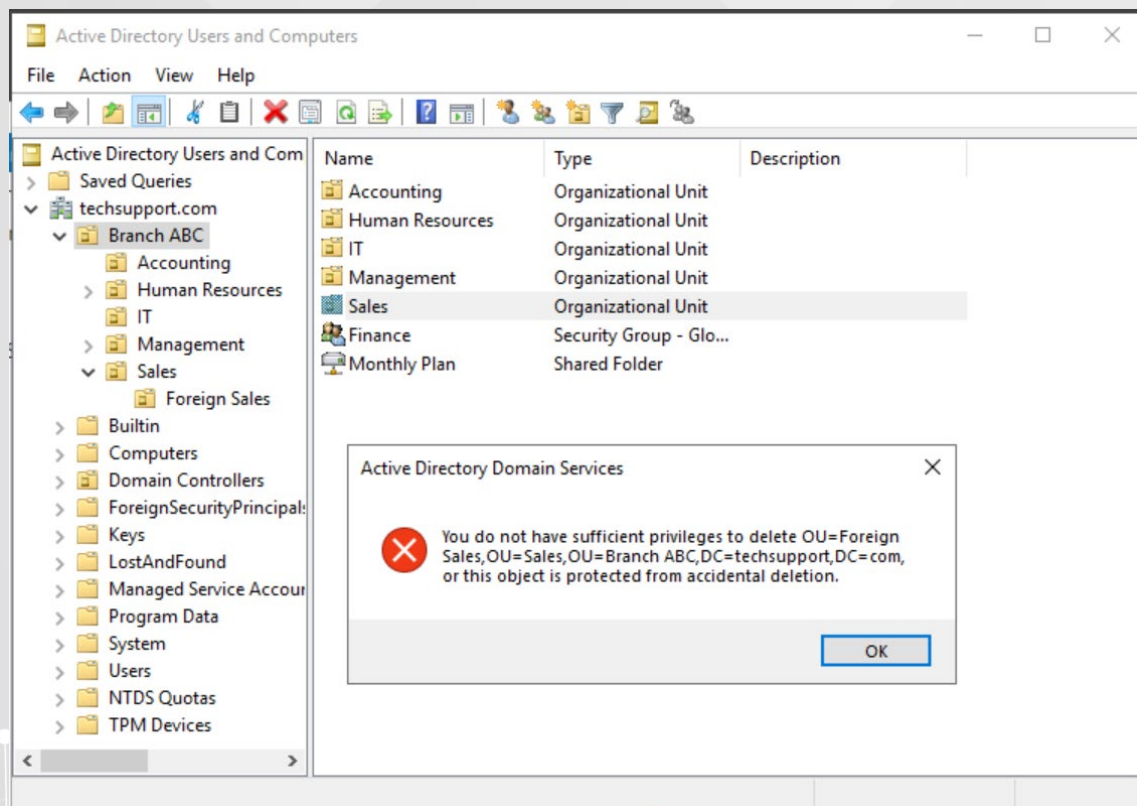 Active Directory Users and Computers
File Action View Help
Active Directory Users and Com
Saved Queries
techsupport.com
Branch ABC
Accounting
Human Resources
IT
Management
Sales
Foreign Sales
Builtin
Computers
Domain Controllers
ForeignSecurityPrincipal
Keys
LostAndFound
Managed Service Accour
Program Data
System
Users
NTDS Quotas
TPM Devices
Name Type Description
Accounting Organizational Unit
Human Resources Organizational Unit
IT Organizational Unit
Management Organizational Unit
Sales Organizational Unit
Finance Security Group - Glo...
Monthly Plan Shared Folder
Active Directory Domain Services
You do not have sufficient privileges to delete OU=Foreign
Sales,OU=Sales,OU=Branch ABC,DC=techsupport,DC=com,
or this object is protected from accidental deletion.
OK